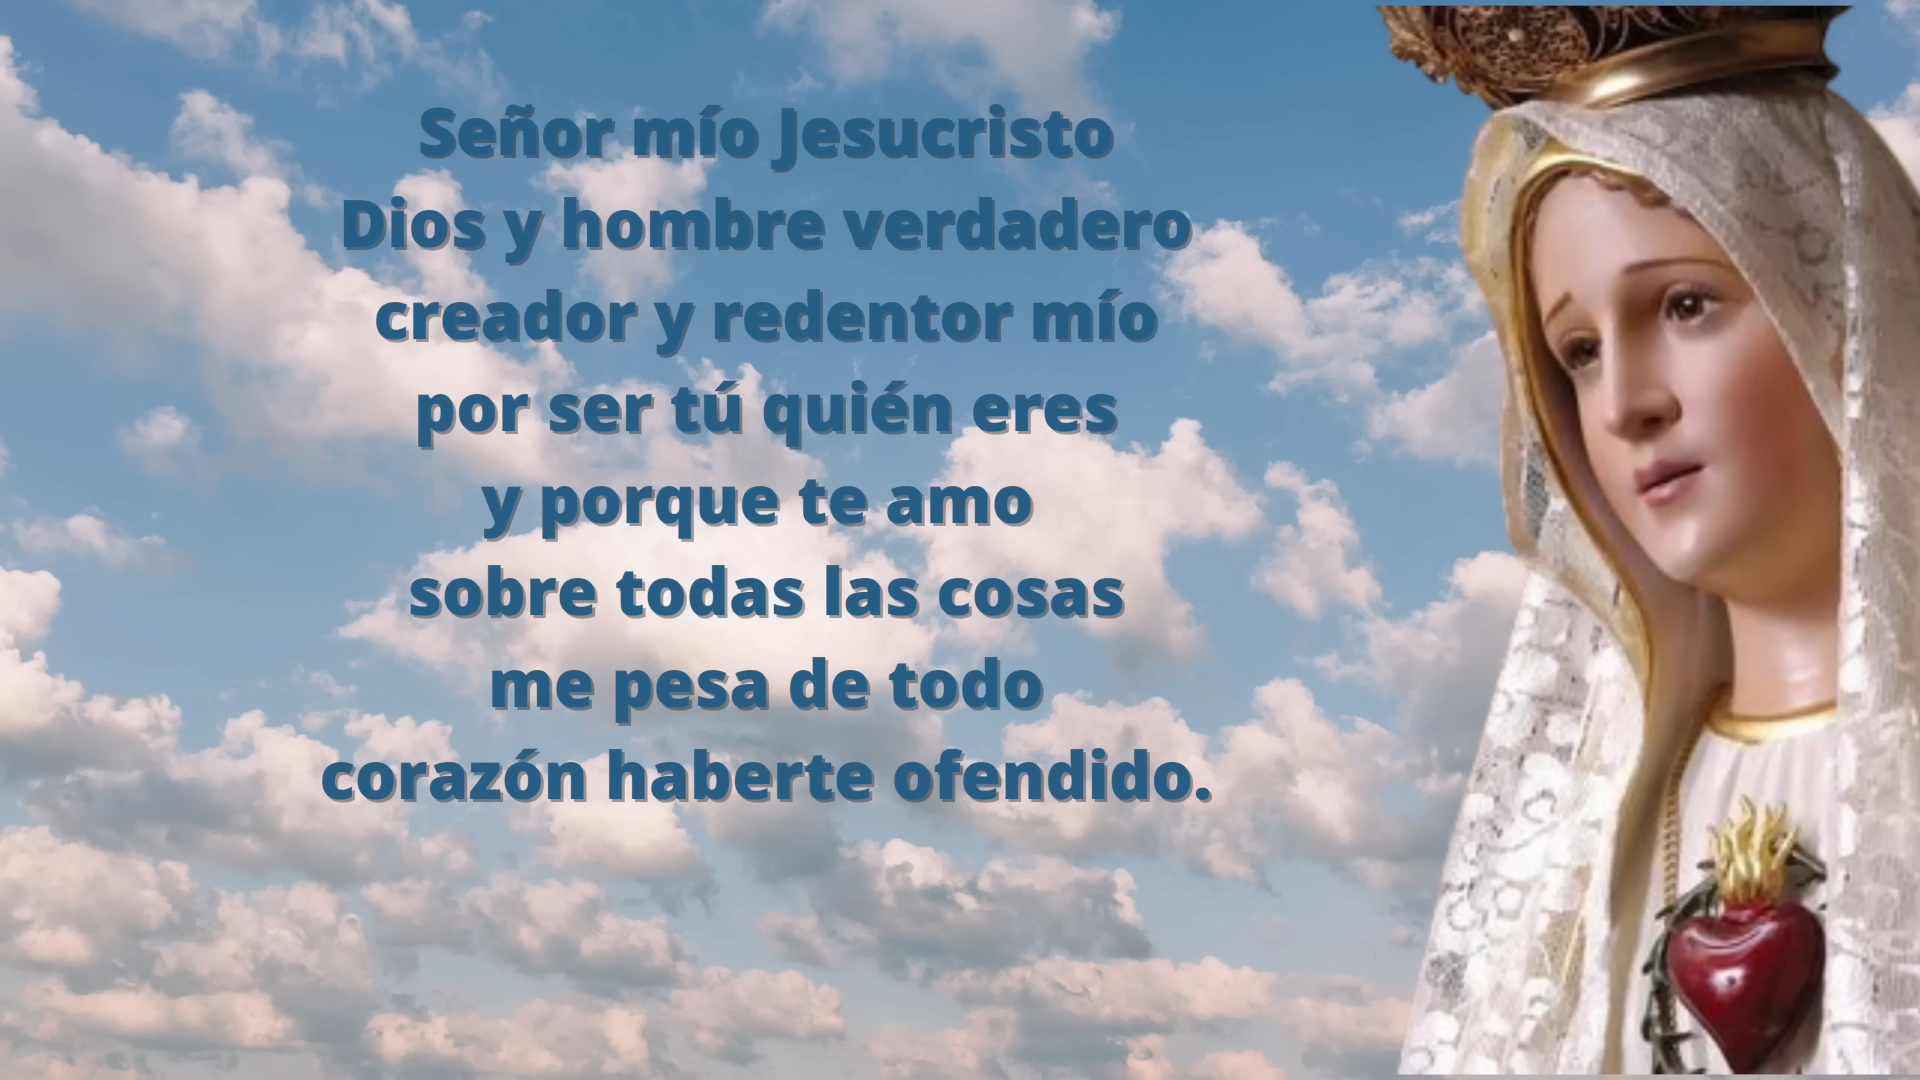 Señor mío Jesucristo
Dios y hombre verdadero
creador y redentor mío
por ser tú quién eres
y porque te amo
sobre todas las cosas
me pesa de todo
corazón haberte ofendido.